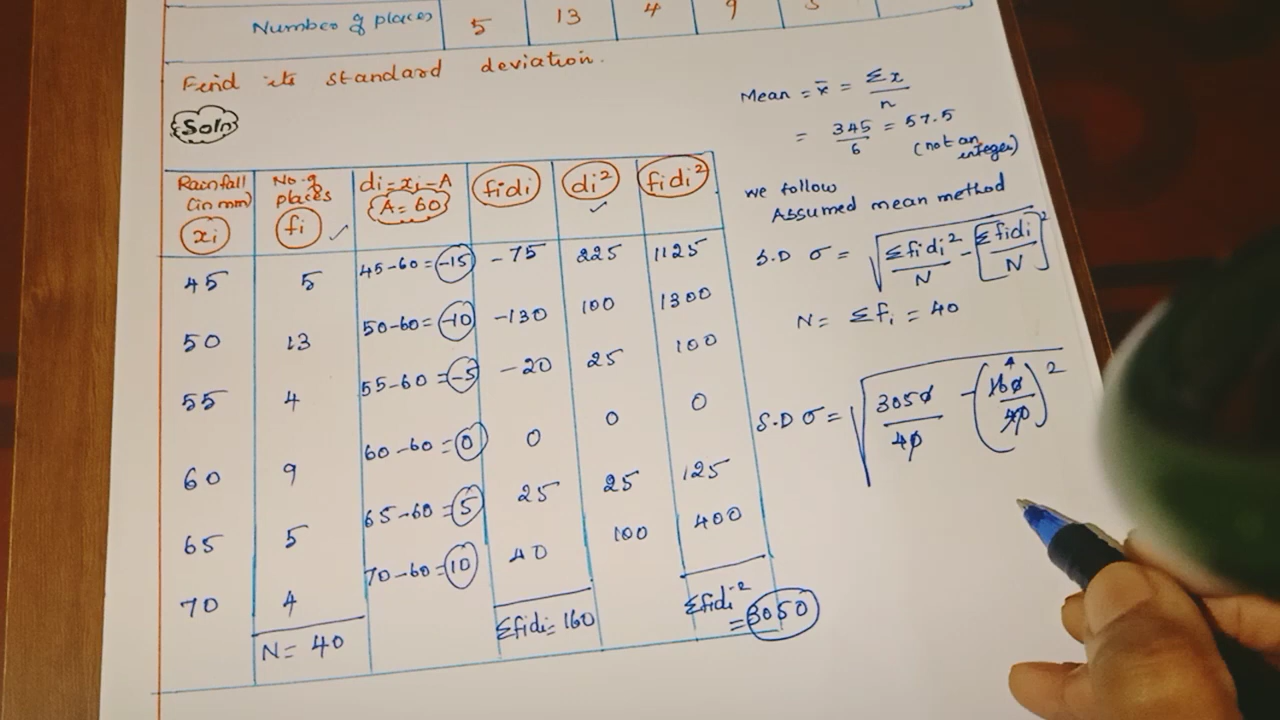 Number of places 5 13 4 9 5
Find its standard deviation.
Soln
Rainfall (in mm) xi
No. of places fi ✓
di = xi - A A = 60
fidi
di² ✓
fidi²
45 5 45-60 = -15 -75 225 1125
50 13 50-60 = -10 -130 100 1300
55 4 55-60 = -5 -20 25 100
60 9 60-60 = 0 0 0 0
65 5 65-60 = 5 25 25 125
70 4 70-60 = 10 40 100 400
N = 40 Σfidi = 160 Σfidi² = 3050
Mean = x̄ = Σx/n
= 345/6 = 57.5 (not an integer)
we follow
Assumed mean method
S.D σ = √(Σfidi²/N - [Σfidi/N]²)
N = Σfi = 40
S.D σ = √(3050/40 - (160/40)²) 4